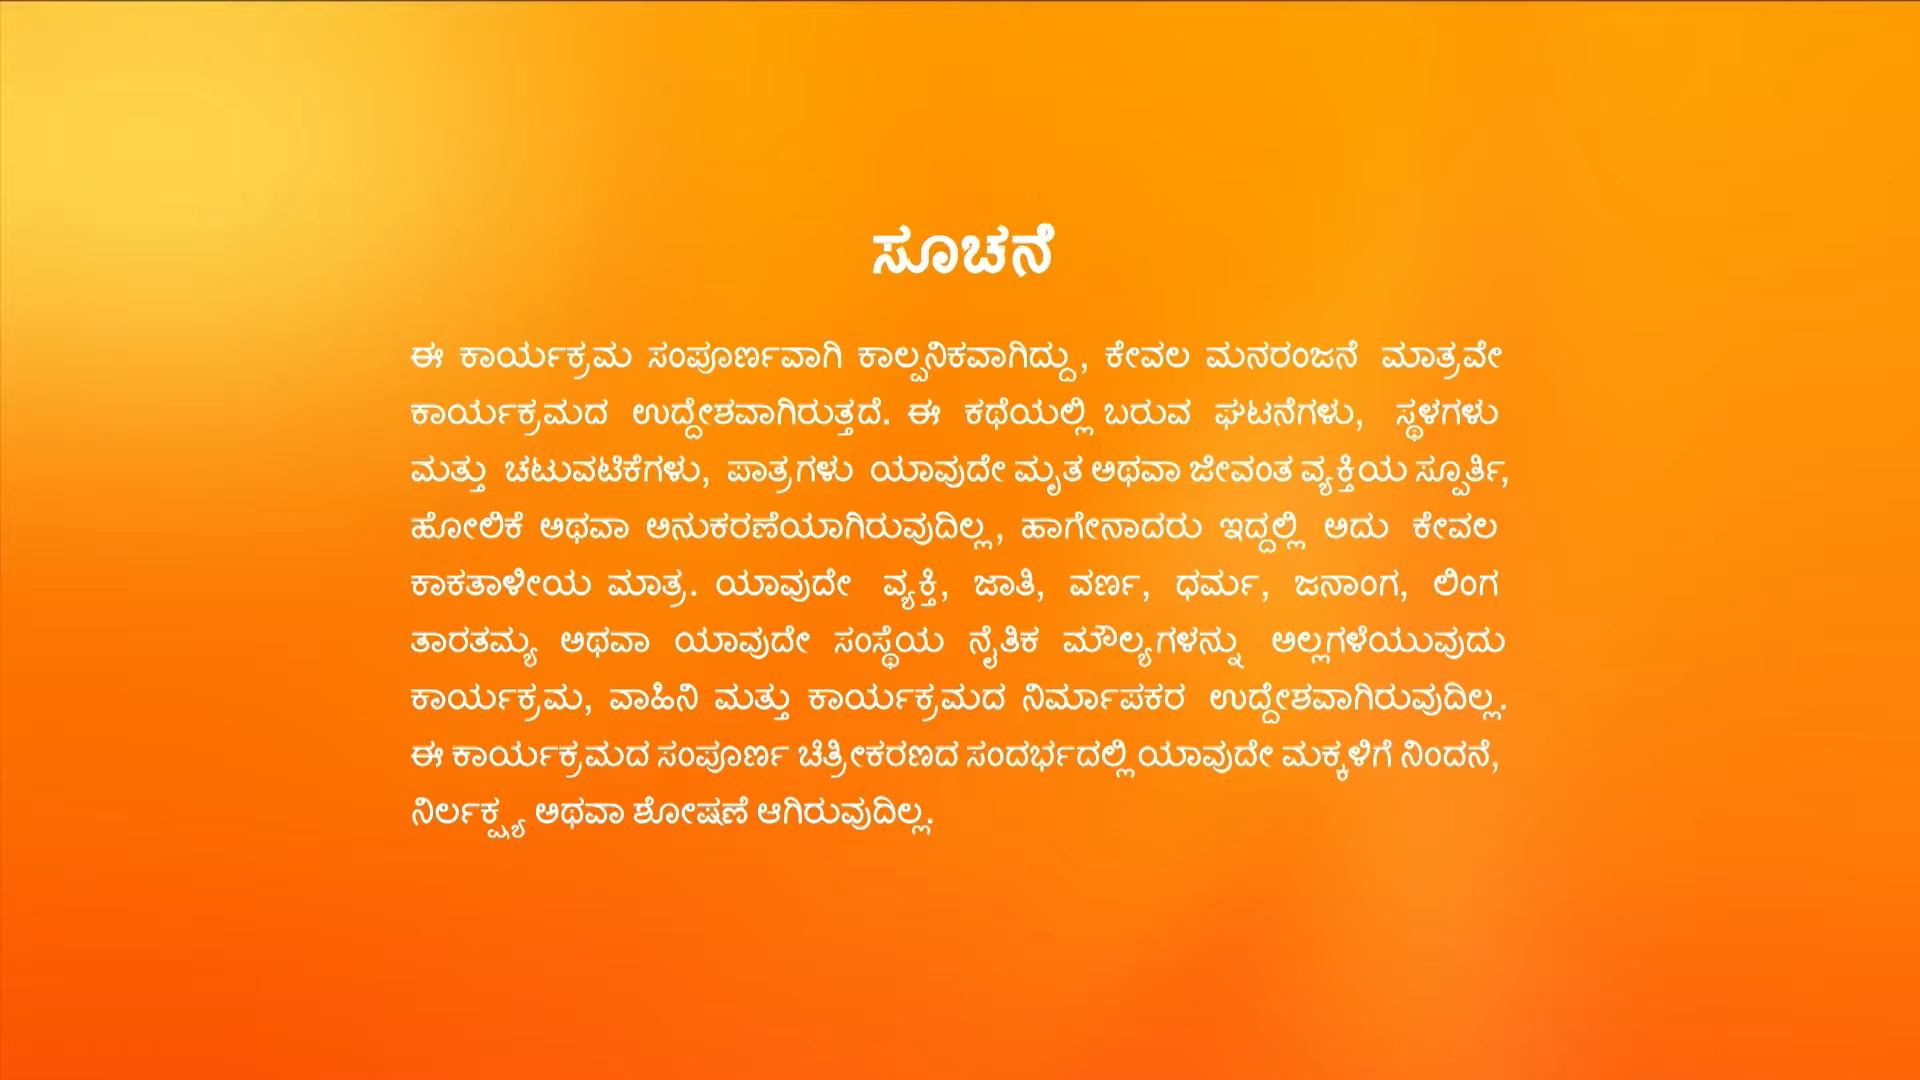 ಸೂಚನೆ
ಈ ಕಾರ್ಯಕ್ರಮ ಸಂಪೂರ್ಣವಾಗಿ ಕಾಲ್ಪನಿಕವಾಗಿದ್ದು, ಕೇವಲ ಮನರಂಜನೆ ಮಾತ್ರವೇ
ಕಾರ್ಯಕ್ರಮದ ಉದ್ದೇಶವಾಗಿರುತ್ತದೆ. ಈ ಕಥೆಯಲ್ಲಿ ಬರುವ ಘಟನೆಗಳು, ಸ್ಥಳಗಳು
ಮತ್ತು ಚಟುವಟಿಕೆಗಳು, ಪಾತ್ರಗಳು ಯಾವುದೇ ಮೃತ ಅಥವಾ ಜೀವಂತ ವ್ಯಕ್ತಿಯ ಸ್ಪೂರ್ತಿ,
ಹೋಲಿಕೆ ಅಥವಾ ಅನುಕರಣೆಯಾಗಿರುವುದಿಲ್ಲ, ಹಾಗೇನಾದರು ಇದ್ದಲ್ಲಿ ಅದು ಕೇವಲ
ಕಾಕತಾಳೀಯ ಮಾತ್ರ. ಯಾವುದೇ ವ್ಯಕ್ತಿ, ಜಾತಿ, ವರ್ಣ, ಧರ್ಮ, ಜನಾಂಗ, ಲಿಂಗ
ತಾರತಮ್ಯ ಅಥವಾ ಯಾವುದೇ ಸಂಸ್ಥೆಯ ನೈತಿಕ ಮೌಲ್ಯಗಳನ್ನು ಅಲ್ಲಗಳೆಯುವುದು
ಕಾರ್ಯಕ್ರಮ, ವಾಹಿನಿ ಮತ್ತು ಕಾರ್ಯಕ್ರಮದ ನಿರ್ಮಾಪಕರ ಉದ್ದೇಶವಾಗಿರುವುದಿಲ್ಲ.
ಈ ಕಾರ್ಯಕ್ರಮದ ಸಂಪೂರ್ಣ ಚಿತ್ರೀಕರಣದ ಸಂದರ್ಭದಲ್ಲಿ ಯಾವುದೇ ಮಕ್ಕಳಿಗೆ ನಿಂದನೆ,
ನಿರ್ಲಕ್ಷ್ಯ ಅಥವಾ ಶೋಷಣೆ ಆಗಿರುವುದಿಲ್ಲ.